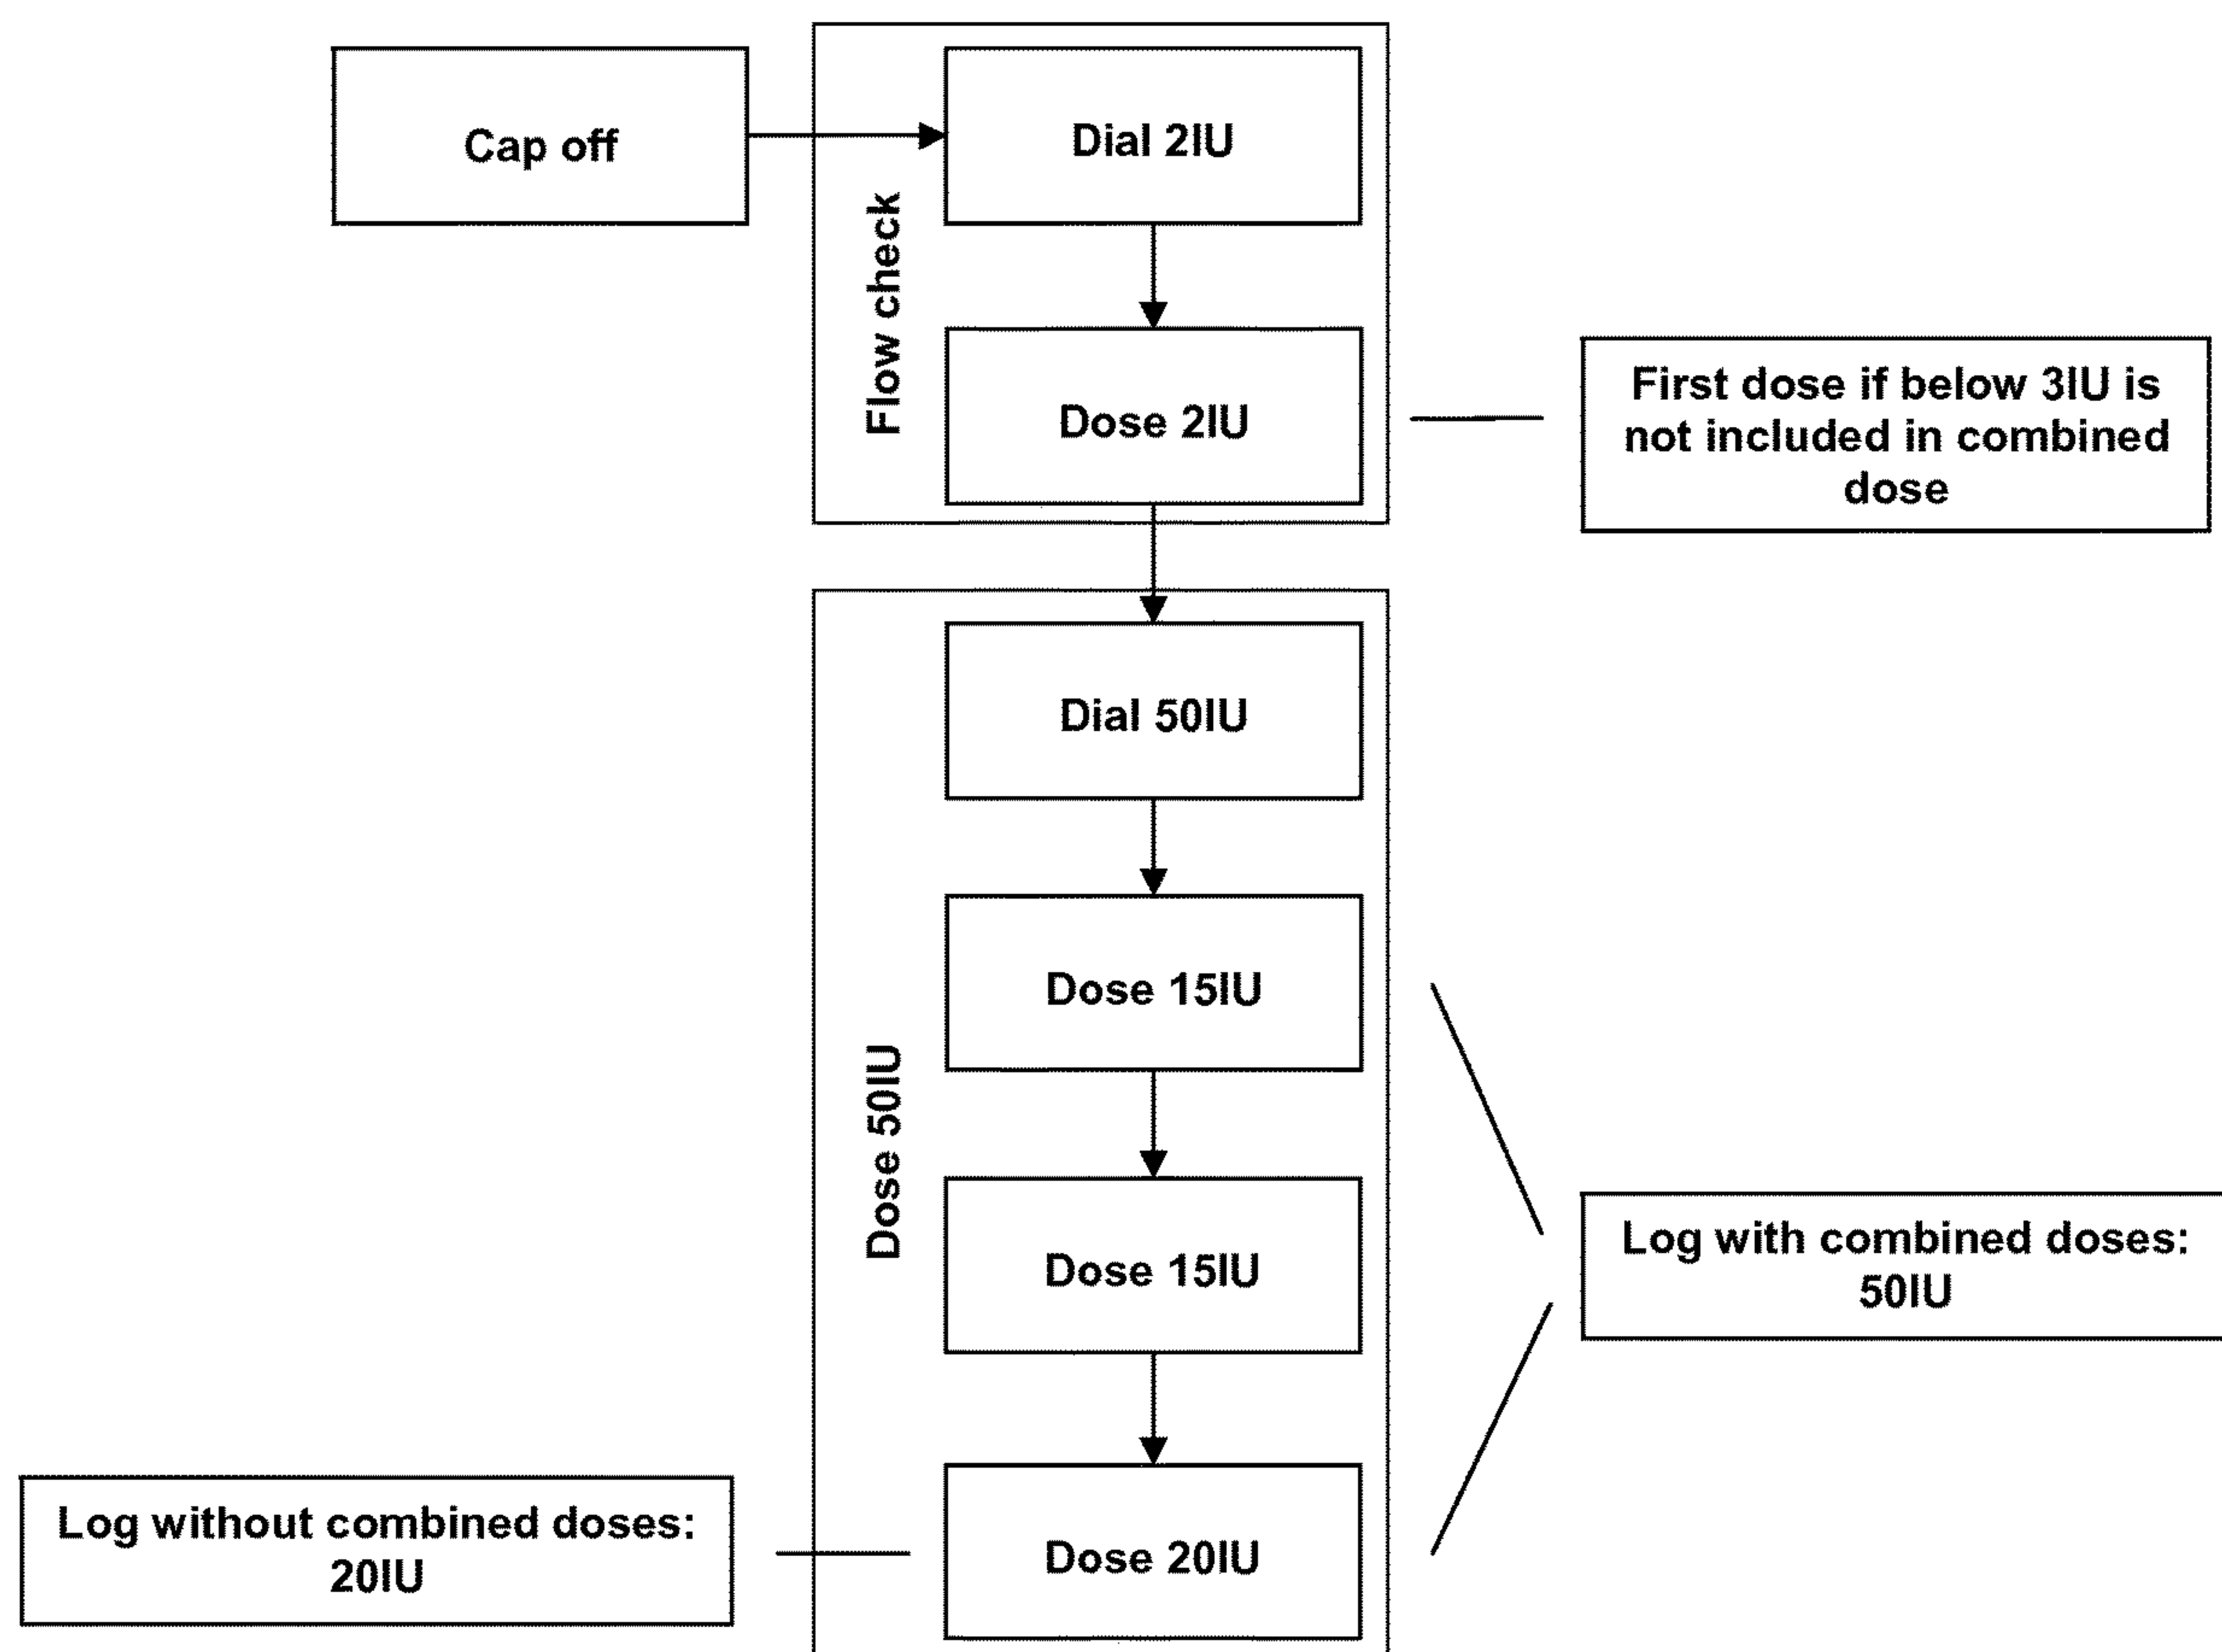 Cap off
Dial 2IU
Flow check
Dose 2IU
First dose if below 3IU is
not included in combined
dose
Dial 50IU
Dose 50IU
Dose 15IU
Dose 15IU
Log with combined doses:
50IU
Dose 20IU
Log without combined doses:
20IU